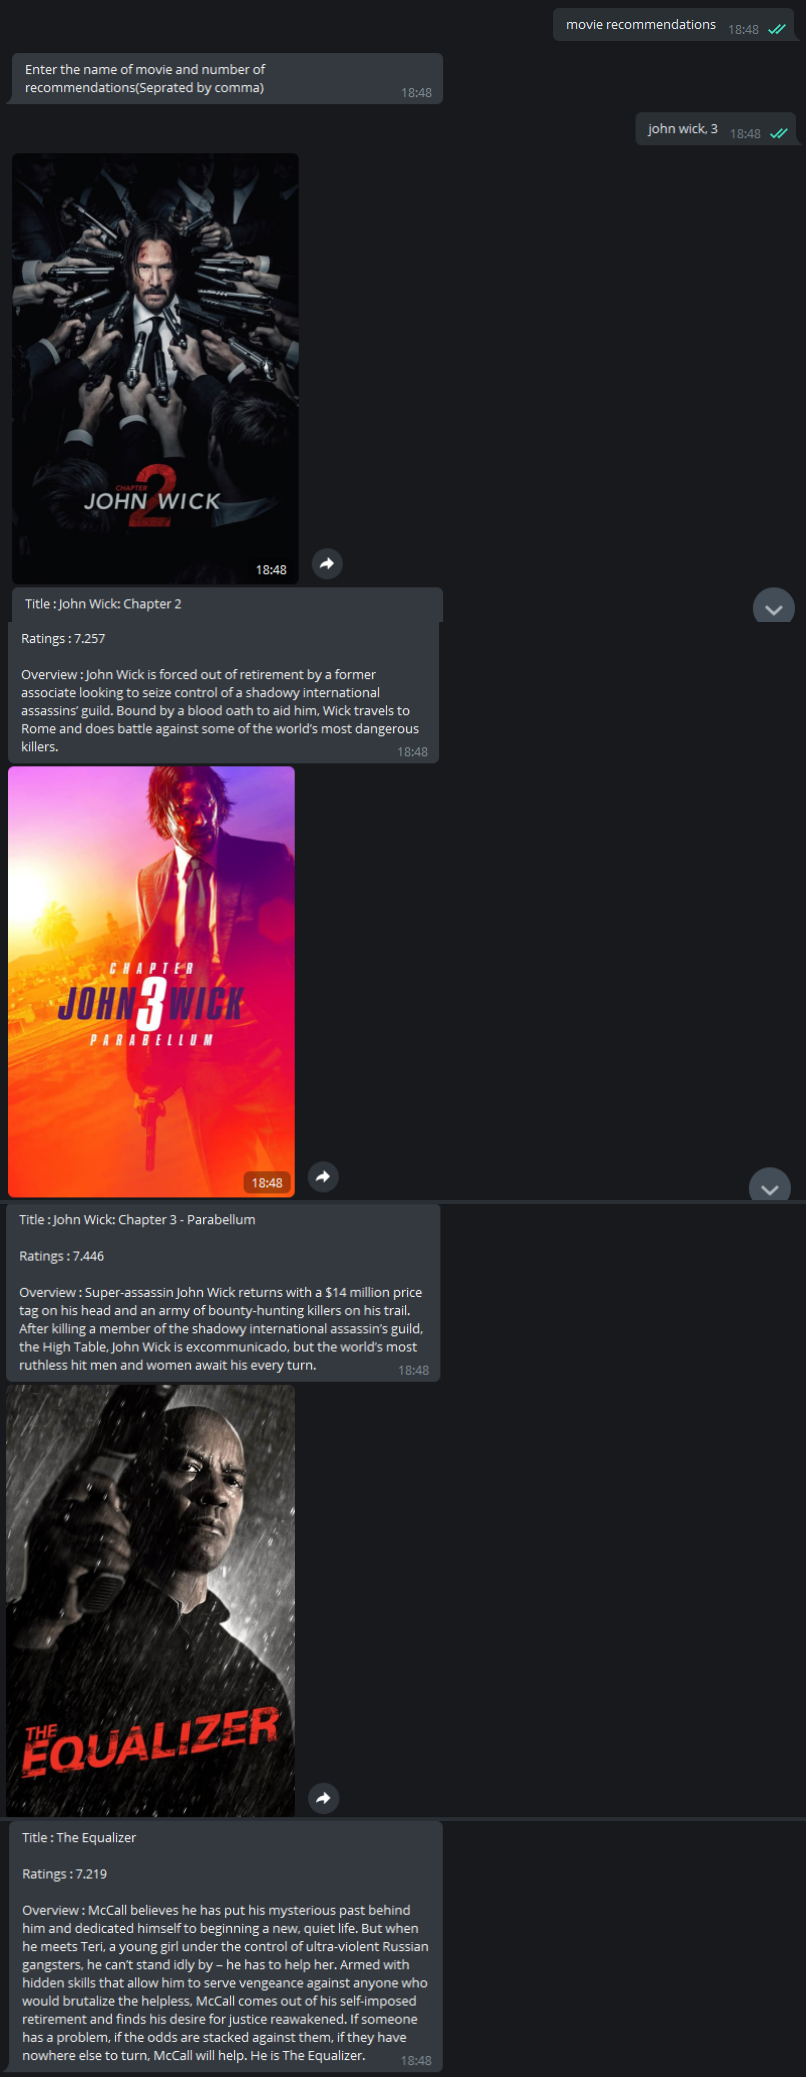 movie recommendations 18:48
Enter the name of movie and number of
recommendations(Seprated by comma)
18:48
john wick, 3 18:48
CHAPTER
2
JOHN WICK
18:48
Title : John Wick: Chapter 2
Ratings : 7.257
Overview : John Wick is forced out of retirement by a former
associate looking to seize control of a shadowy international
assassins’ guild. Bound by a blood oath to aid him, Wick travels to
Rome and does battle against some of the world’s most dangerous
killers.
18:48
CHAPTER
JOHN 3 WICK
PARABELLUM
18:48
Title : John Wick: Chapter 3 - Parabellum
Ratings : 7.446
Overview : Super-assassin John Wick returns with a $14 million price
tag on his head and an army of bounty-hunting killers on his trail.
After killing a member of the shadowy international assassin’s guild,
the High Table, John Wick is excommunicado, but the world’s most
ruthless hit men and women await his every turn.
18:48
THE
EQUALIZER
Title : The Equalizer
Ratings : 7.219
Overview : McCall believes he has put his mysterious past behind
him and dedicated himself to beginning a new, quiet life. But when
he meets Teri, a young girl under the control of ultra-violent Russian
gangsters, he can’t stand idly by – he has to help her. Armed with
hidden skills that allow him to serve vengeance against anyone who
would brutalize the helpless, McCall comes out of his self-imposed
retirement and finds his desire for justice reawakened. If someone
has a problem, if the odds are stacked against them, if they have
nowhere else to turn, McCall will help. He is The Equalizer.
18:48